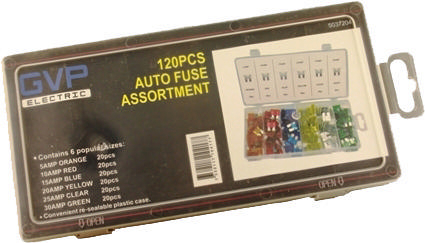 GVP
ELECTRIC
120PCS
AUTO FUSE
ASSORTMENT
9037204
• Contains 6 popular sizes:
5AMP ORANGE 20pcs
10AMP RED 20pcs
15AMP BLUE 20pcs
20AMP YELLOW 20pcs
25AMP CLEAR 20pcs
30AMP GREEN 20pcs
• Convenient re-sealable plastic case.
OPEN
OPEN